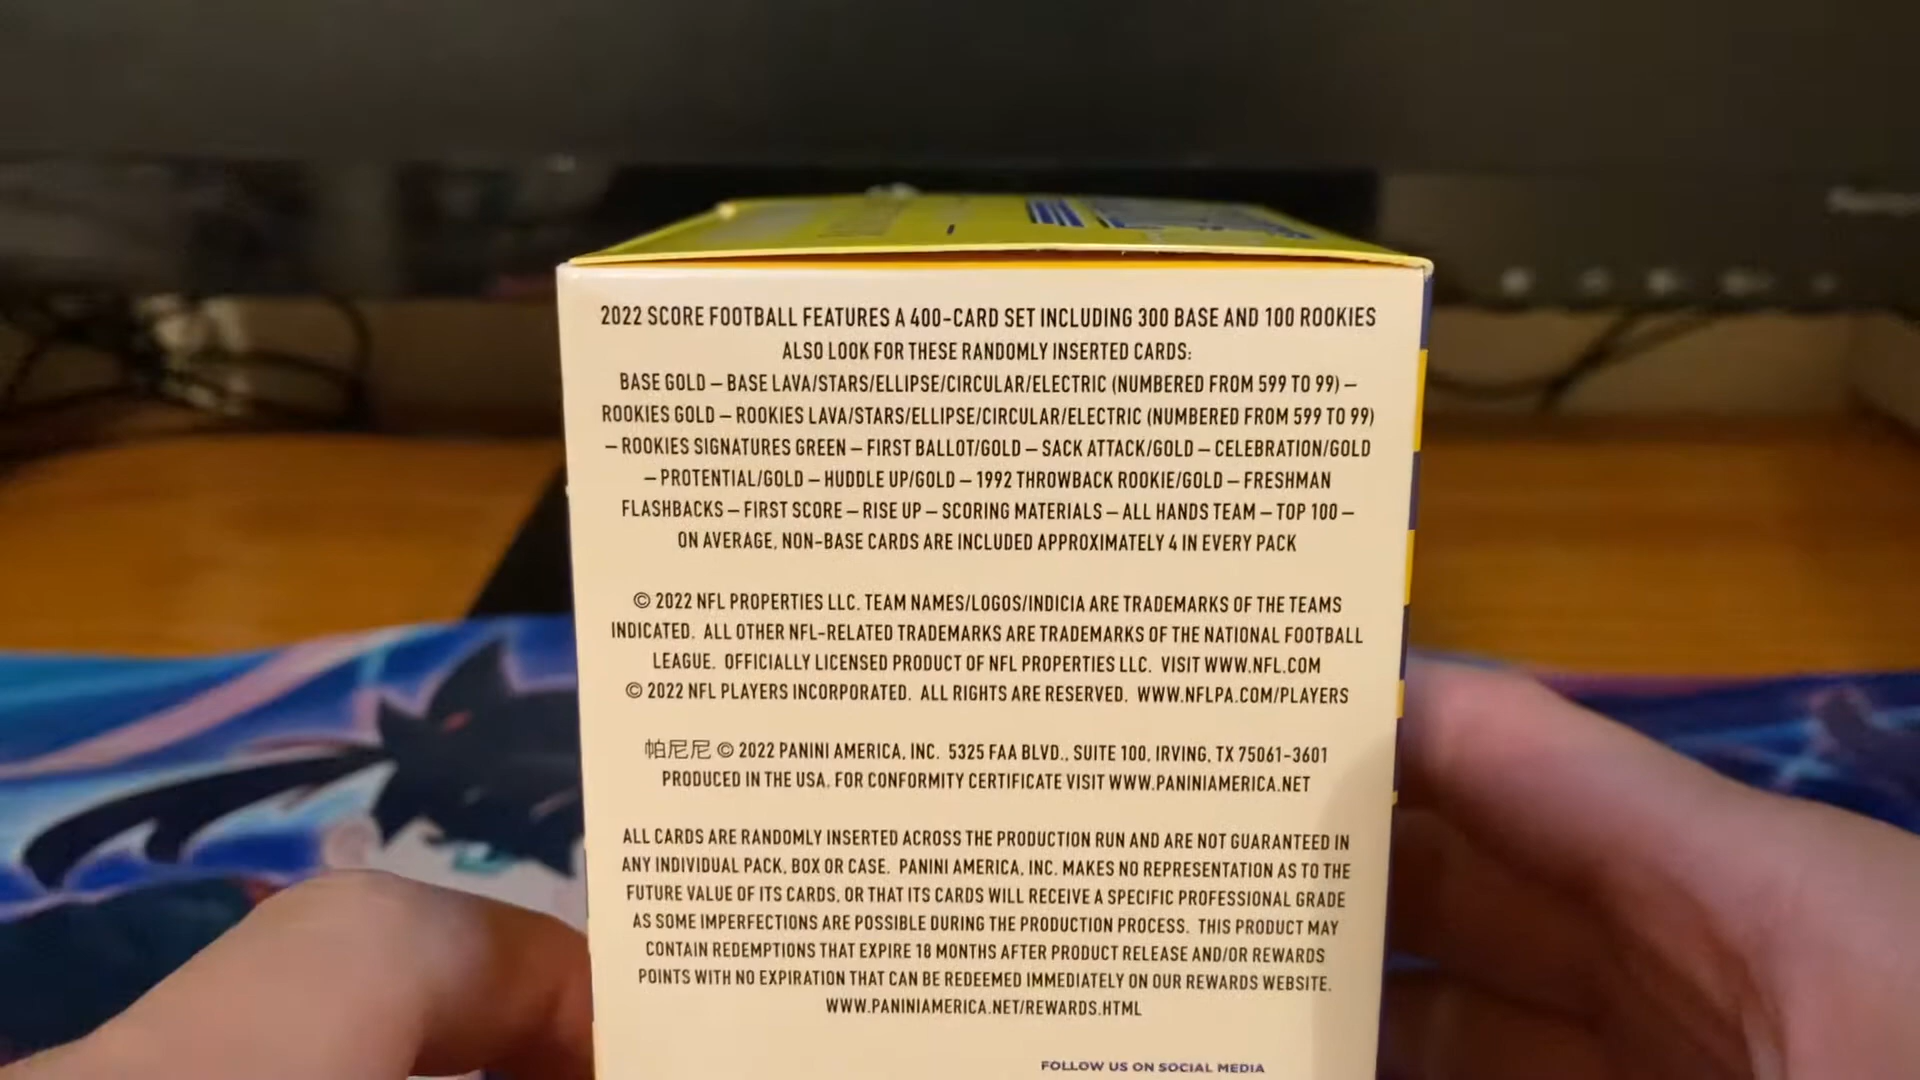 2022 SCORE FOOTBALL FEATURES A 400-CARD SET INCLUDING 300 BASE AND 100 ROOKIES
ALSO LOOK FOR THESE RANDOMLY INSERTED CARDS:
BASE GOLD – BASE LAVA/STARS/ELLIPSE/CIRCULAR/ELECTRIC (NUMBERED FROM 599 TO 99) –
ROOKIES GOLD – ROOKIES LAVA/STARS/ELLIPSE/CIRCULAR/ELECTRIC (NUMBERED FROM 599 TO 99)
– ROOKIES SIGNATURES GREEN – FIRST BALLOT/GOLD – SACK ATTACK/GOLD – CELEBRATION/GOLD
– PROTENTIAL/GOLD – HUDDLE UP/GOLD – 1992 THROWBACK ROOKIE/GOLD – FRESHMAN
FLASHBACKS – FIRST SCORE – RISE UP – SCORING MATERIALS – ALL HANDS TEAM – TOP 100 –
ON AVERAGE, NON-BASE CARDS ARE INCLUDED APPROXIMATELY 4 IN EVERY PACK
© 2022 NFL PROPERTIES LLC. TEAM NAMES/LOGOS/INDICIA ARE TRADEMARKS OF THE TEAMS
INDICATED. ALL OTHER NFL-RELATED TRADEMARKS ARE TRADEMARKS OF THE NATIONAL FOOTBALL
LEAGUE. OFFICIALLY LICENSED PRODUCT OF NFL PROPERTIES LLC. VISIT WWW.NFL.COM
© 2022 NFL PLAYERS INCORPORATED. ALL RIGHTS ARE RESERVED. WWW.NFLPA.COM/PLAYERS
帕尼尼 © 2022 PANINI AMERICA, INC. 5325 FAA BLVD., SUITE 100, IRVING, TX 75061-3601
PRODUCED IN THE USA. FOR CONFORMITY CERTIFICATE VISIT WWW.PANINIAMERICA.NET
ALL CARDS ARE RANDOMLY INSERTED ACROSS THE PRODUCTION RUN AND ARE NOT GUARANTEED IN
ANY INDIVIDUAL PACK, BOX OR CASE. PANINI AMERICA, INC. MAKES NO REPRESENTATION AS TO THE
FUTURE VALUE OF ITS CARDS, OR THAT ITS CARDS WILL RECEIVE A SPECIFIC PROFESSIONAL GRADE
AS SOME IMPERFECTIONS ARE POSSIBLE DURING THE PRODUCTION PROCESS. THIS PRODUCT MAY
CONTAIN REDEMPTIONS THAT EXPIRE 18 MONTHS AFTER PRODUCT RELEASE AND/OR REWARDS
POINTS WITH NO EXPIRATION THAT CAN BE REDEEMED IMMEDIATELY ON OUR REWARDS WEBSITE.
WWW.PANINIAMERICA.NET/REWARDS.HTML
FOLLOW US ON SOCIAL MEDIA